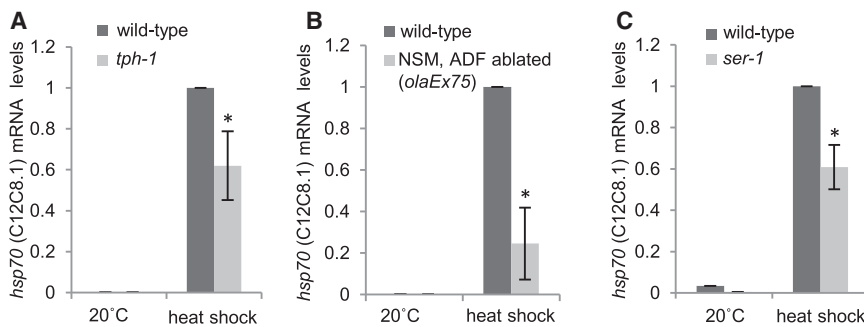 A
wild-type
tph-1
hsp70 (C12C8.1) mRNA levels
1.2
1
0.8
0.6
0.4
0.2
0
*
20˚C
heat shock
B
wild-type
NSM, ADF ablated
(olaEx75)
hsp70 (C12C8.1) mRNA levels
1.2
1
0.8
0.6
0.4
0.2
0
*
20˚C
heat shock
C
wild-type
ser-1
hsp70 (C12C8.1) mRNA levels
1.2
1
0.8
0.6
0.4
0.2
0
*
20˚C
heat shock